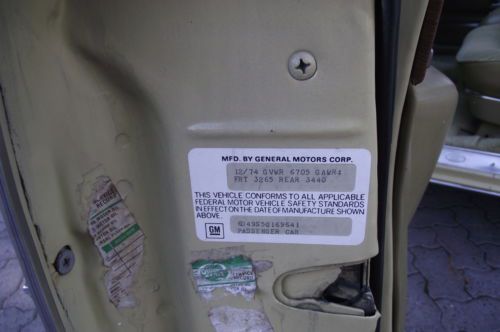 MFD. BY GENERAL MOTORS CORP.
12/74 GVWR 6705 GAWR:
FRT 3265 REAR 3440
THIS VEHICLE CONFORMS TO ALL APPLICABLE
FEDERAL MOTOR VEHICLE SAFETY STANDARDS
IN EFFECT ON THE DATE OF MANUFACTURE SHOWN
ABOVE.
GM
6D49S5Q169641
PASSENGER CAR